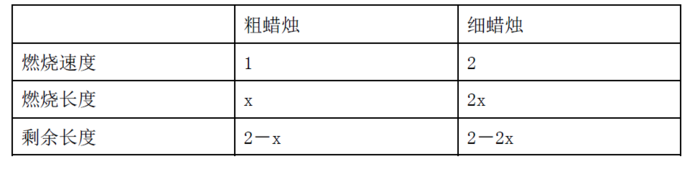 粗蜡烛 细蜡烛
燃烧速度 1 2
燃烧长度 x 2x
剩余长度 2－x 2－2x